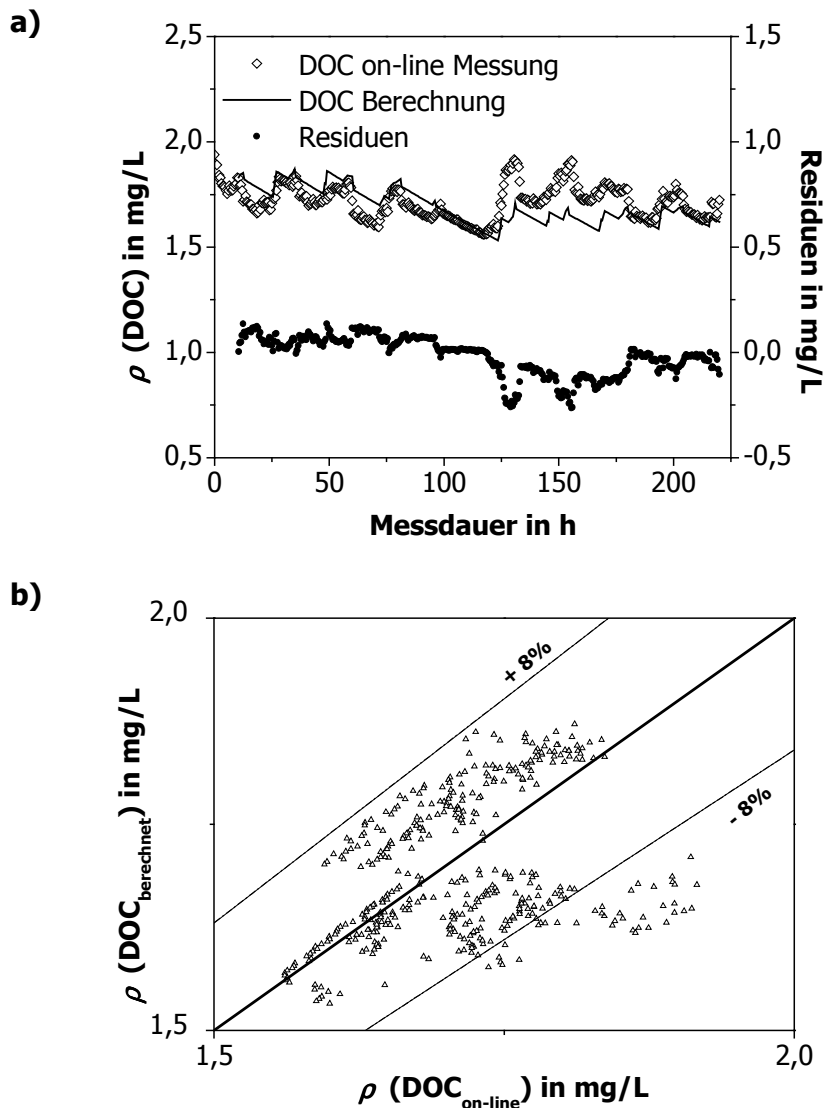 a)
2,5
2,0
1,5
1,0
0,5
ρ (DOC) in mg/L
DOC on-line Messung
DOC Berechnung
Residuen
1,5
1,0
0,5
0,0
-0,5
Residuen in mg/L
0
50
100
150
200
Messdauer in h
b)
2,0
1,5
ρ (DOCberechnet) in mg/L
+ 8%
- 8%
1,5
2,0
ρ (DOCon-line) in mg/L